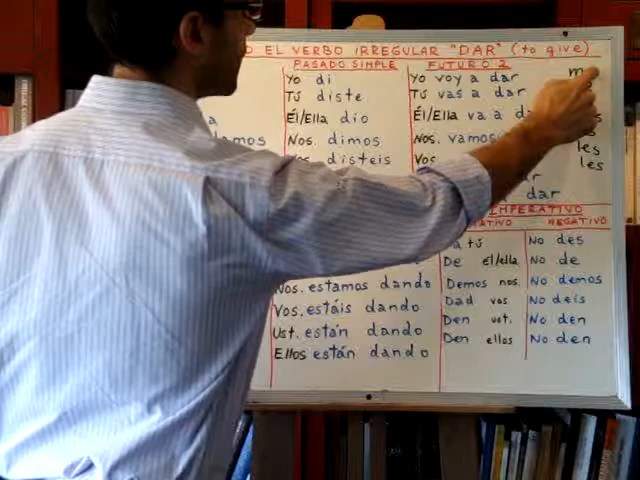 O EL VERBO IRREGULAR "DAR" (to give)
PASADO SIMPLE FUTURO 2
Yo di Yo voy a dar
Tú diste Tú vas a dar
a Él/Ella dio Él/Ella va a
Nos. dimos Nos. vamos
disteis Vos les
les
dar
IMPERATIVO
NEGATIVO
tú No des
De él/ella No de
Nos. estamos dando Demos nos. No demos
Vos. estáis dando Dad vos No deis
Ust. están dando Den ust. No den
Ellos están dando Den ellos No den